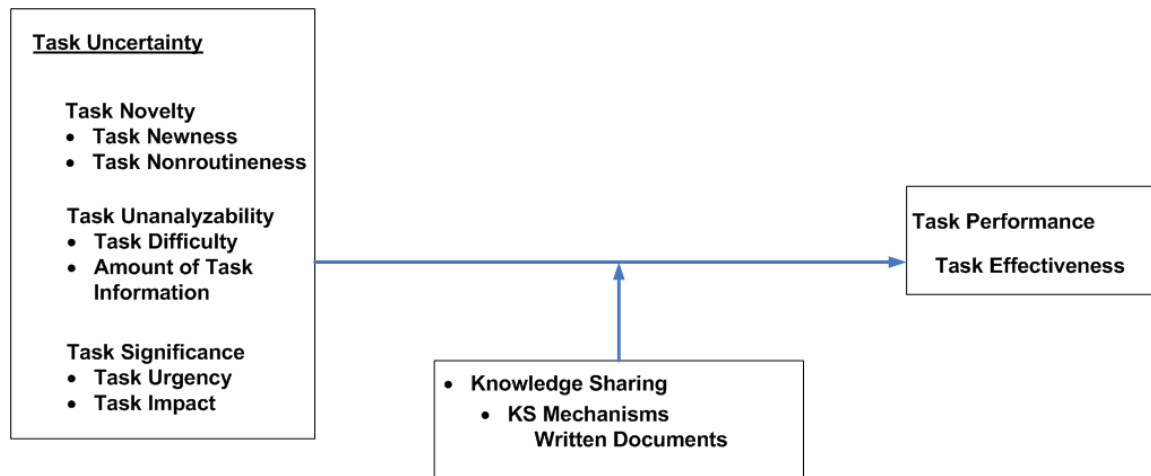 Task Uncertainty
Task Novelty
• Task Newness
• Task Nonroutineness
Task Unanalyzability
• Task Difficulty
• Amount of Task
Information
Task Significance
• Task Urgency
• Task Impact
Task Performance
Task Effectiveness
• Knowledge Sharing
• KS Mechanisms
Written Documents